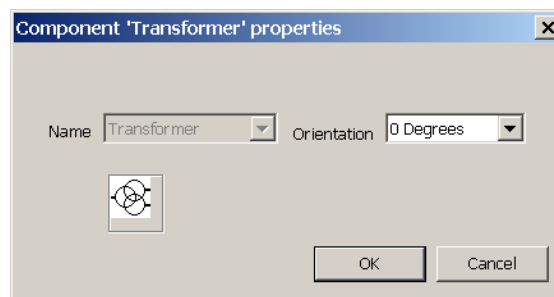 Component 'Transformer' properties
Name Transformer Orientation 0 Degrees
OK Cancel